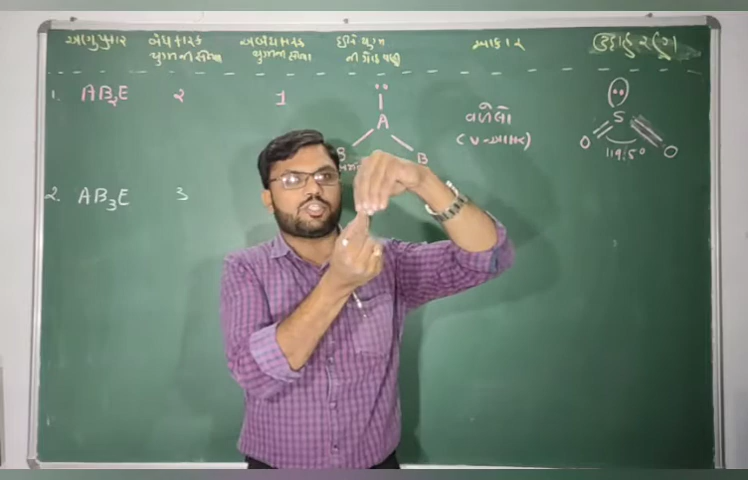 અણુ પ્રકાર
બંધકારક યુગ્મની સંખ્યા
અબંધકારક યુગ્મની સંખ્યા
ઇલે યુગ્મની ગોઠવણી
આકાર
ઉદાહરણ
1. AB₂E 2 1
A
B
B
વળેલો
(V-આકાર)
S
O
O
119.5°
2. AB₃E 3